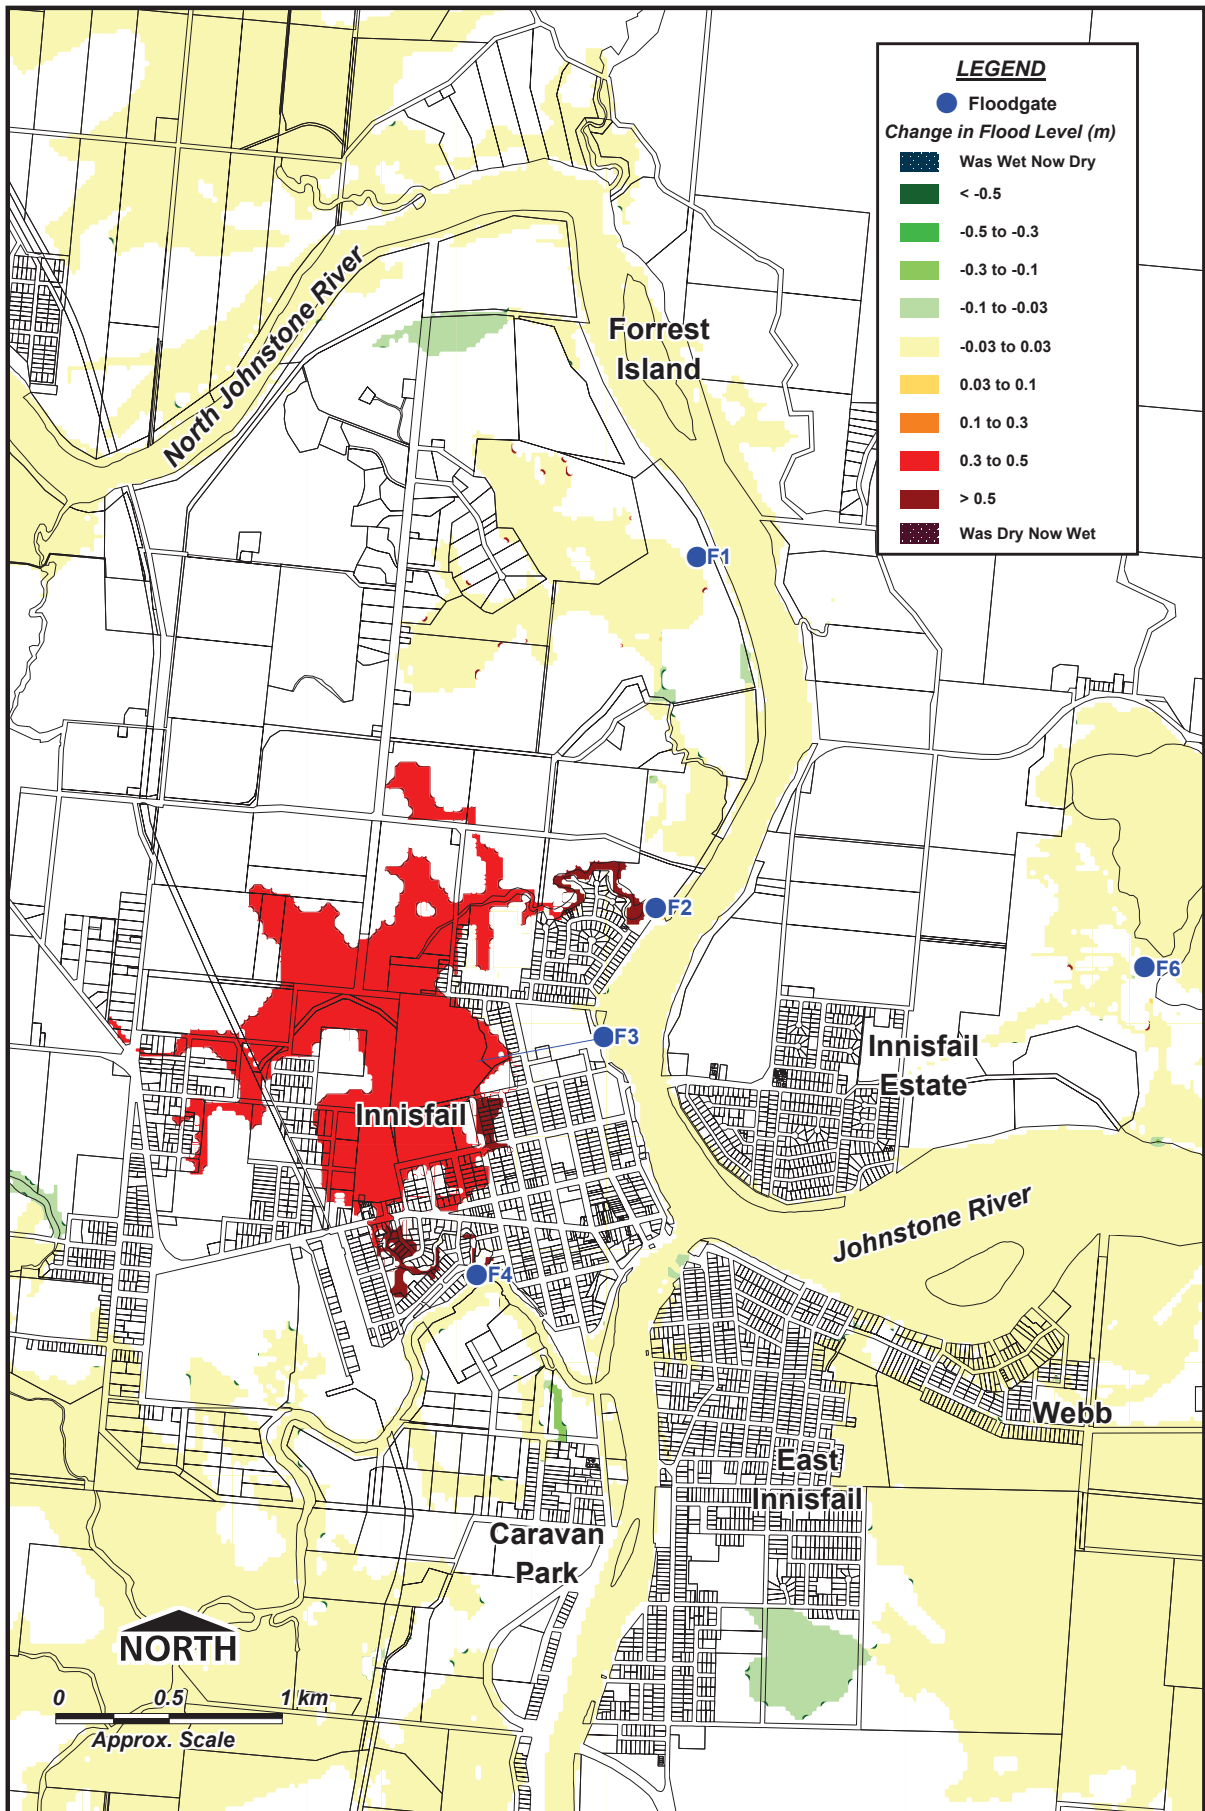 LEGEND
Floodgate
Change in Flood Level (m)
Was Wet Now Dry
< -0.5
-0.5 to -0.3
-0.3 to -0.1
-0.1 to -0.03
-0.03 to 0.03
0.03 to 0.1
0.1 to 0.3
0.3 to 0.5
> 0.5
Was Dry Now Wet
North Johnstone River
Forrest
Island
F1
F2
F6
F3
Innisfail
Estate
Innisfail
Johnstone River
F4
Webb
East
Innisfail
Caravan
Park
NORTH
0 0.5 1 km
Approx. Scale